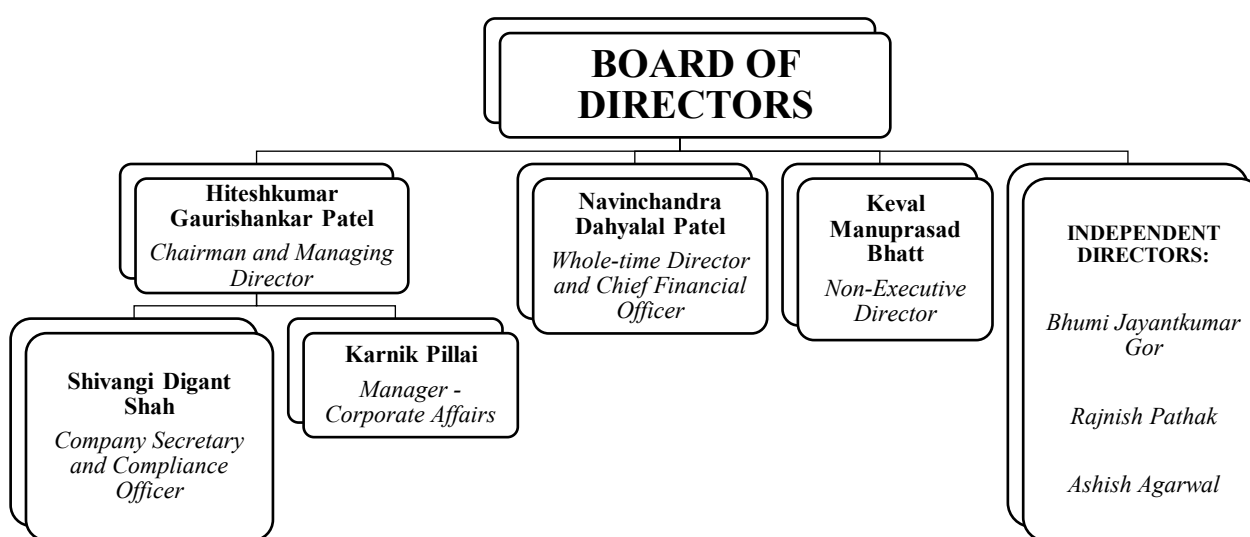 BOARD OF
DIRECTORS
Hiteshkumar
Gaurishankar Patel
Chairman and Managing
Director
Navinchandra
Dahyalal Patel
Whole-time Director
and Chief Financial
Officer
Keval
Manuprasad
Bhatt
Non-Executive
Director
INDEPENDENT
DIRECTORS:
Bhumi Jayantkumar
Gor
Rajnish Pathak
Ashish Agarwal
Shivangi Digant
Shah
Company Secretary
and Compliance
Officer
Karnik Pillai
Manager -
Corporate Affairs